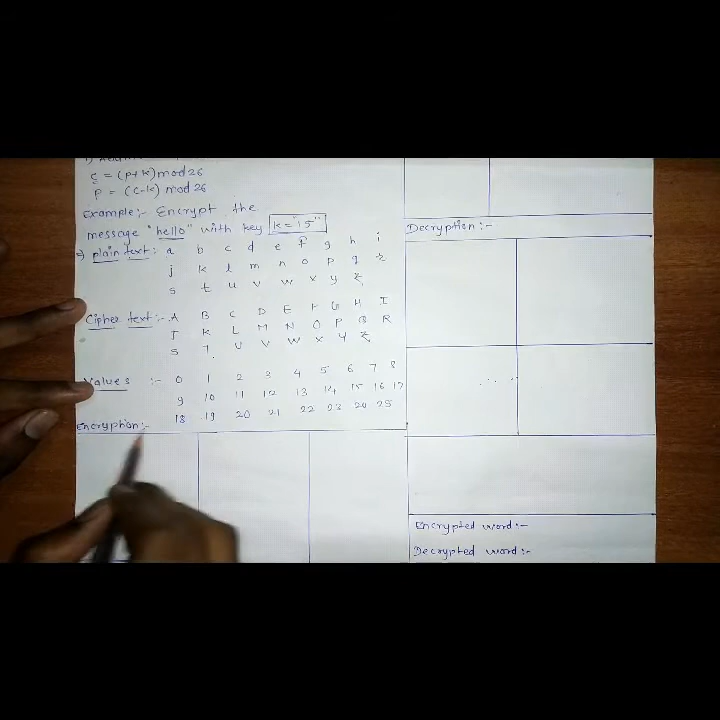 C = (P+K) mod 26
P = (C-K) mod 26
Example:- Encrypt the
message "hello" with key k="15"
plain text: a b c d e f g h i
j k l m n o p q r
s t u v w x y z
Cipher text:- A B C D E F G H I
J K L M N O P Q R
S T U V W X Y Z
Values :- 0 1 2 3 4 5 6 7 8
9 10 11 12 13 14 15 16 17
18 19 20 21 22 23 24 25
Encryption:-
Decryption:-
Encrypted word:-
Decrypted word:-